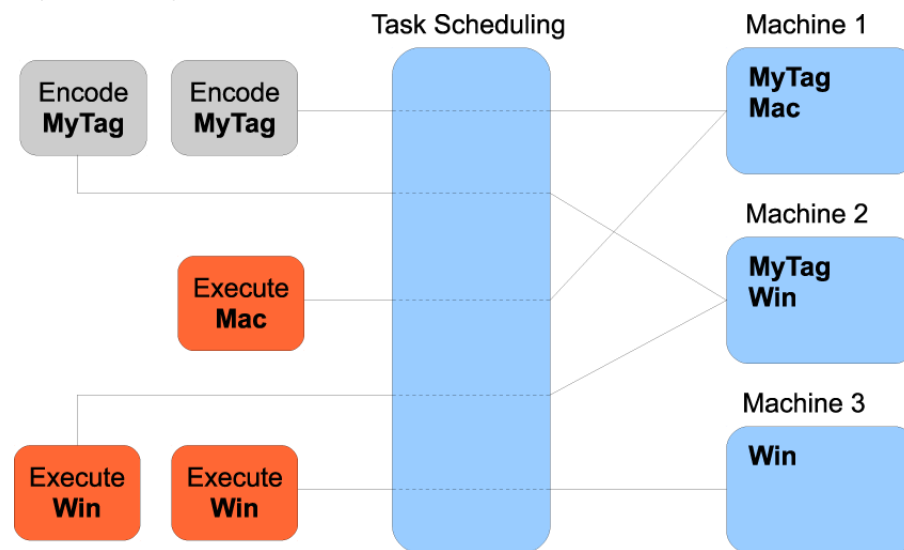 Task Scheduling
Machine 1
Encode
MyTag
Encode
MyTag
MyTag
Mac
Machine 2
Execute
Mac
MyTag
Win
Machine 3
Execute
Win
Execute
Win
Win